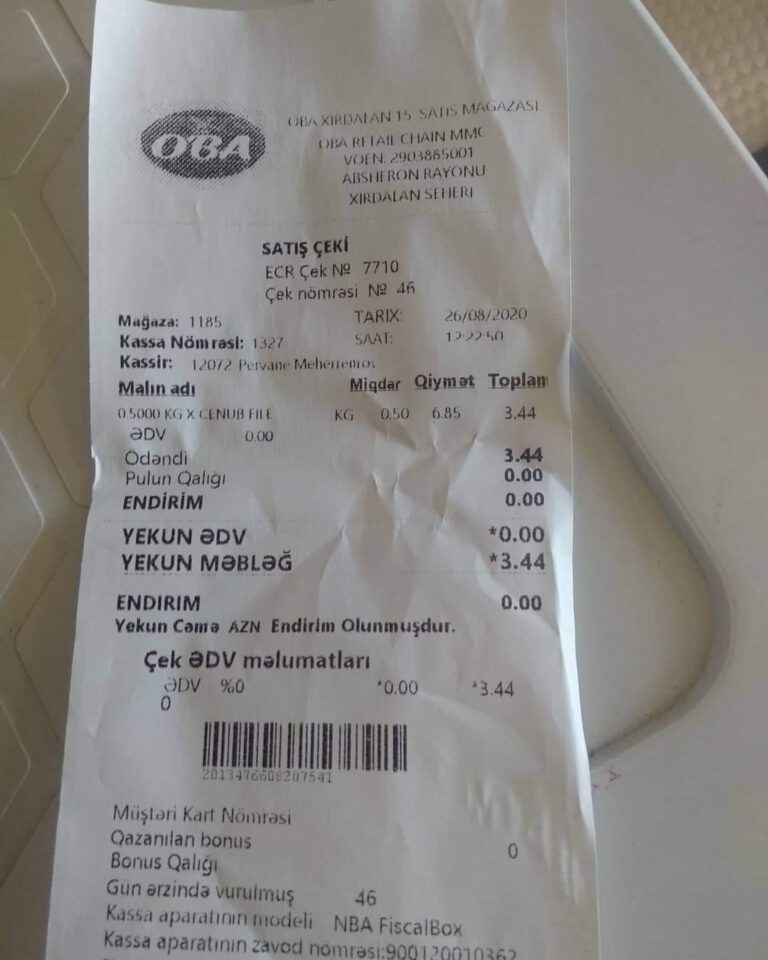 OBA
OBA XIRDALAN 15 SATIS MAGAZASI
OBA RETAIL CHAIN MMC
VOEN: 2903885001
ABSHERON RAYONU
XIRDALAN SEHERI
SATIŞ ÇEKİ
ECR Çek № 7710
Çek nömrəsi № 46
Mağaza: 1185 TARIX: 26/08/2020
Kassa Nömrəsi: 1327 SAAT: 12:22:50
Kassir: 12072 Pervane
Malın adı Miqdar Qiymət Toplam
0.5000 KG X CENUB FILE KG 0.50 6.85 3.44
ƏDV 0.00
Ödəndi 3.44
Pulun Qalığı 0.00
ENDİRİM 0.00
YEKUN ƏDV *0.00
YEKUN MƏBLƏĞ *3.44
ENDIRIM 0.00
Yekun Cəmə AZN Endirim Olunmuşdur.
Çek ƏDV məlumatları
ƏDV %0 *0.00 *3.44
0
2013476608207541
Müştəri Kart Nömrəsi
Qazanılan bonus 0
Bonus Qalığı
Gün ərzində vurulmuş 46
Kassa aparatının modeli NBA FiscalBox
Kassa aparatının zavod nömrəsi:900120010362